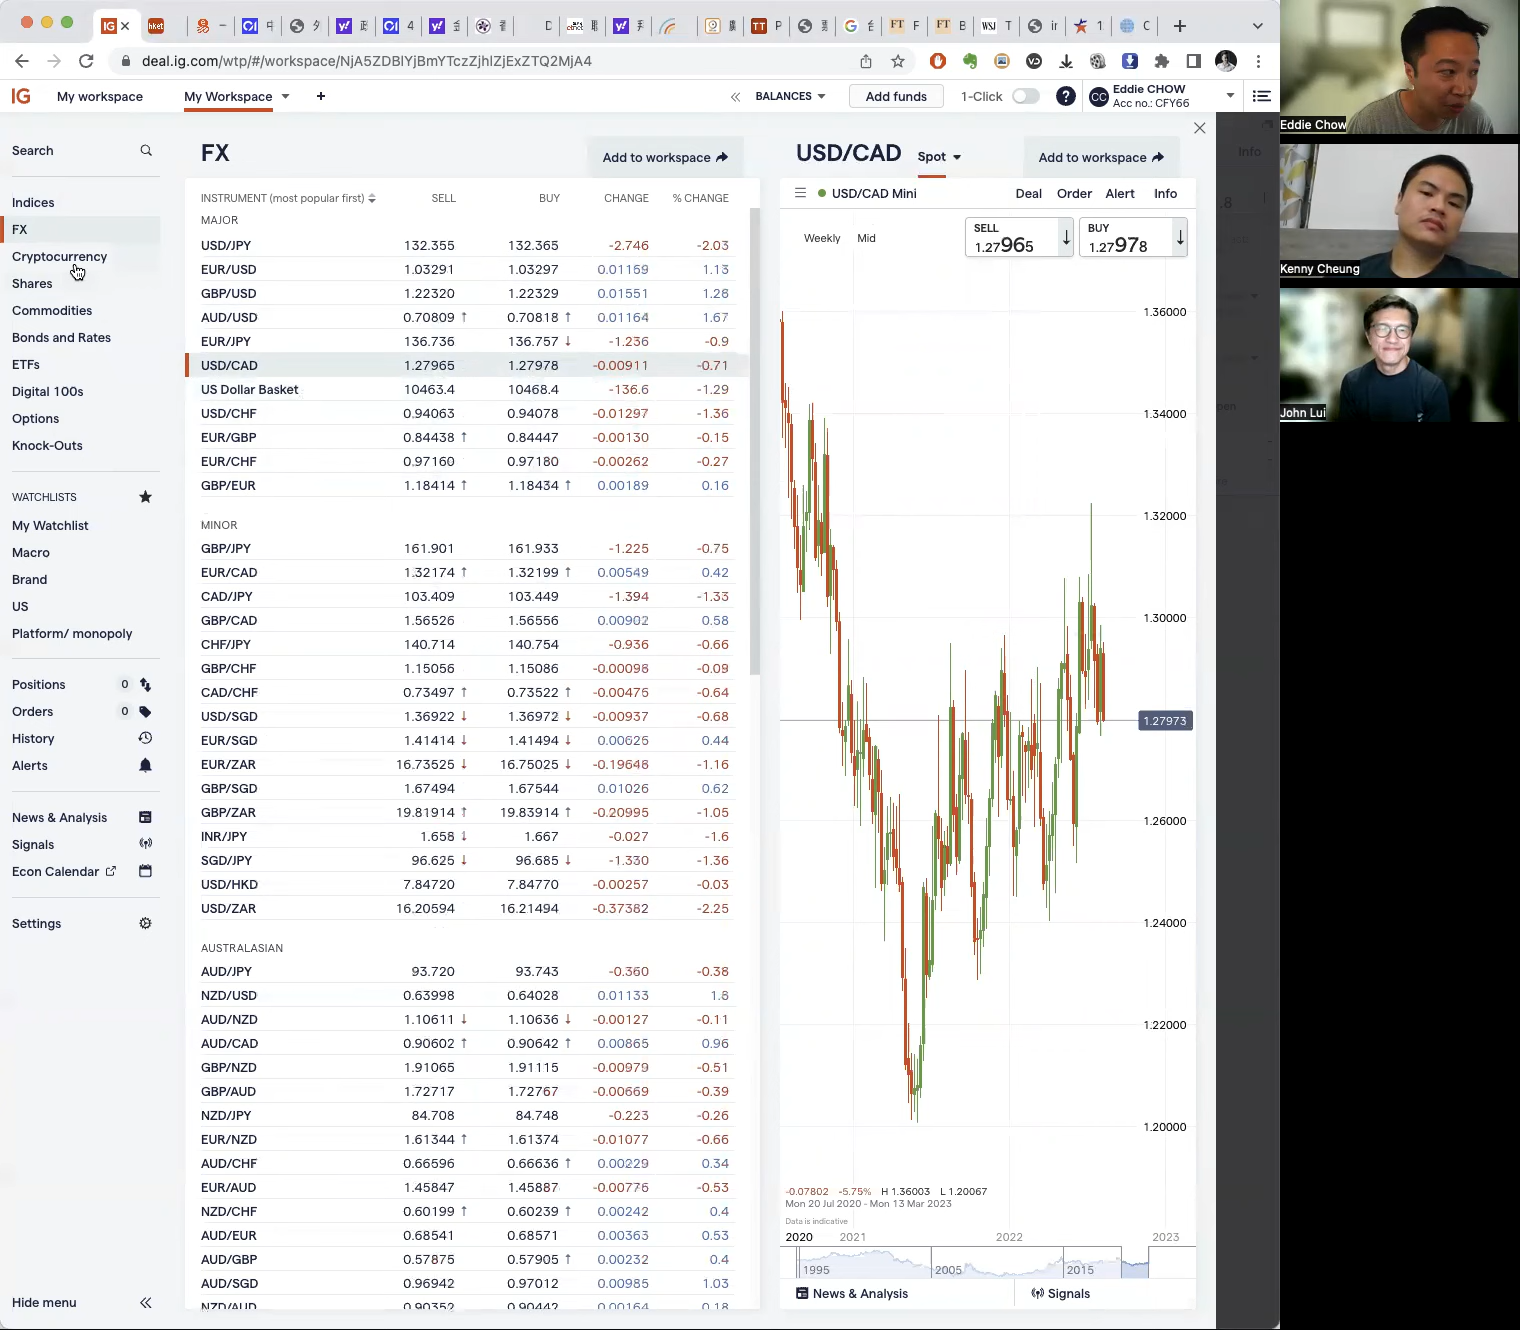 IG
hket
deal.ig.com/wtp/#/workspace/NjA5ZDBlYjBmYTczZjhlZjExZTQ2MjA4
IG
My workspace
My Workspace
BALANCES
Add funds
1-Click
CC
Eddie CHOW
Acc no.: CFY66
Search
Indices
FX
Cryptocurrency
Shares
Commodities
Bonds and Rates
ETFs
Digital 100s
Options
Knock-Outs
WATCHLISTS
My Watchlist
Macro
Brand
US
Platform/ monopoly
Positions 0
Orders 0
History
Alerts
News & Analysis
Signals
Econ Calendar
Settings
Hide menu
FX
Add to workspace
INSTRUMENT (most popular first) SELL BUY CHANGE % CHANGE
MAJOR
USD/JPY 132.355 132.365 -2.746 -2.03
EUR/USD 1.03291 1.03297 0.01159 1.13
GBP/USD 1.22320 1.22329 0.01551 1.28
AUD/USD 0.70809 ↑ 0.70818 ↑ 0.01164 1.67
EUR/JPY 136.736 136.757 ↓ -1.236 -0.9
USD/CAD 1.27965 1.27978 -0.00911 -0.71
US Dollar Basket 10463.4 10468.4 -136.6 -1.29
USD/CHF 0.94063 0.94078 -0.01297 -1.36
EUR/GBP 0.84438 ↑ 0.84447 -0.00130 -0.15
EUR/CHF 0.97160 0.97180 -0.00262 -0.27
GBP/EUR 1.18414 ↑ 1.18434 ↑ 0.00189 0.16
MINOR
GBP/JPY 161.901 161.933 -1.225 -0.75
EUR/CAD 1.32174 ↑ 1.32199 ↑ 0.00549 0.42
CAD/JPY 103.409 103.449 -1.394 -1.33
GBP/CAD 1.56526 1.56556 0.00902 0.58
CHF/JPY 140.714 140.754 -0.936 -0.66
GBP/CHF 1.15056 1.15086 -0.00098 -0.09
CAD/CHF 0.73497 ↑ 0.73522 ↑ -0.00475 -0.64
USD/SGD 1.36922 ↓ 1.36972 ↓ -0.00937 -0.68
EUR/SGD 1.41414 ↓ 1.41494 ↓ 0.00625 0.44
EUR/ZAR 16.73525 ↓ 16.75025 ↓ -0.19648 -1.16
GBP/SGD 1.67494 1.67544 0.01026 0.62
GBP/ZAR 19.81914 ↑ 19.83914 ↑ -0.20995 -1.05
INR/JPY 1.658 ↓ 1.667 -0.027 -1.6
SGD/JPY 96.625 ↓ 96.685 ↓ -1.330 -1.36
USD/HKD 7.84720 7.84770 -0.00257 -0.03
USD/ZAR 16.20594 16.21494 -0.37382 -2.25
AUSTRALASIAN
AUD/JPY 93.720 93.743 -0.360 -0.38
NZD/USD 0.63998 0.64028 0.01133 1.8
AUD/NZD 1.10611 ↓ 1.10636 ↓ -0.00127 -0.11
AUD/CAD 0.90602 ↑ 0.90642 ↑ 0.00865 0.96
GBP/NZD 1.91065 1.91115 -0.00979 -0.51
GBP/AUD 1.72717 1.72767 -0.00669 -0.39
NZD/JPY 84.708 84.748 -0.223 -0.26
EUR/NZD 1.61344 ↑ 1.61374 -0.01077 -0.66
AUD/CHF 0.66596 0.66636 ↑ 0.00229 0.34
EUR/AUD 1.45847 1.45887 -0.00776 -0.53
NZD/CHF 0.60199 ↑ 0.60239 ↑ 0.00242 0.4
AUD/EUR 0.68541 0.68571 0.00363 0.53
AUD/GBP 0.57875 0.57905 ↑ 0.00232 0.4
AUD/SGD 0.96942 0.97012 0.00985 1.03
NZD/AUD 0.90352 0.90442 0.00164 0.18
USD/CAD
Spot
Add to workspace
USD/CAD Mini
Deal Order Alert Info
Weekly Mid
SELL
1.27965
BUY
1.27978
1.36000
1.34000
1.32000
1.30000
1.27973
1.26000
1.24000
1.22000
1.20000
-0.07802 -5.75% H 1.36003 L 1.20067
Mon 20 Jul 2020 - Mon 13 Mar 2023
Data is indicative
2020 2021 2022 2023
1995 2005 2015
News & Analysis
Signals
Info
Eddie Chow
Kenny Cheung
John Lui